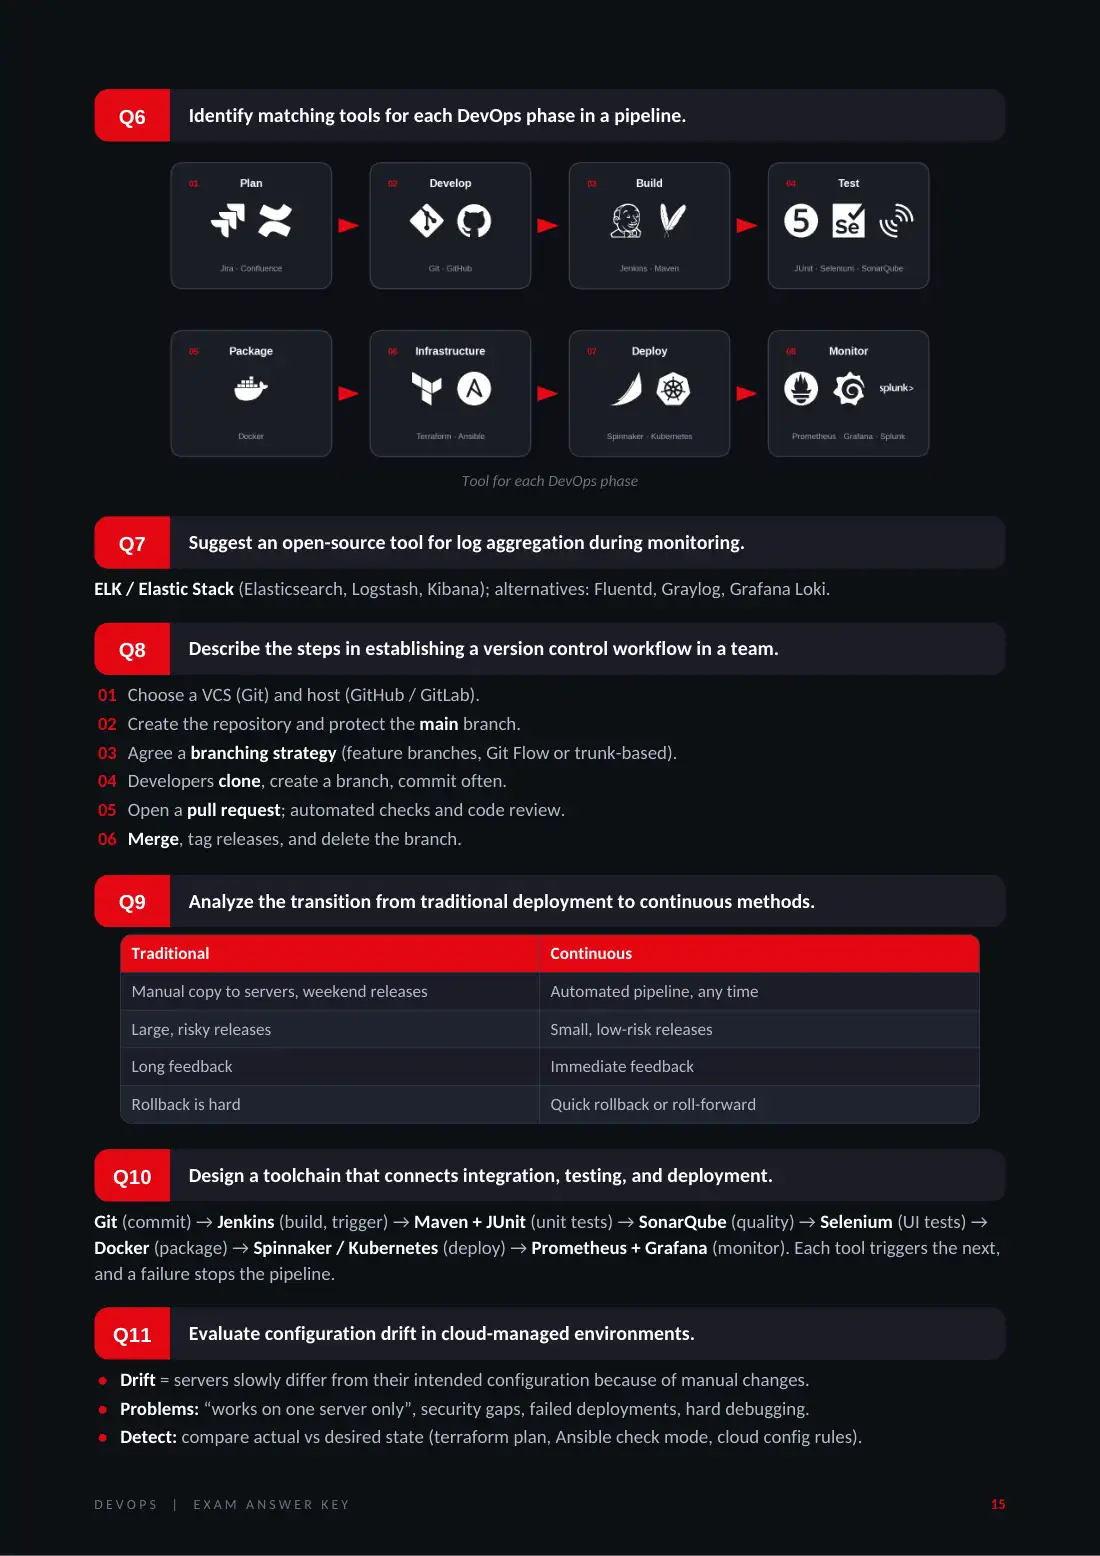 Q6 Identify matching tools for each DevOps phase in a pipeline.
01 Plan
Jira · Confluence
02 Develop
Git · GitHub
03 Build
Jenkins · Maven
04 Test
5 Se
JUnit · Selenium · SonarQube
05 Package
Docker
06 Infrastructure
Terraform · Ansible
07 Deploy
Spinnaker · Kubernetes
08 Monitor
splunk>
Prometheus · Grafana · Splunk
Tool for each DevOps phase
Q7 Suggest an open-source tool for log aggregation during monitoring.
ELK / Elastic Stack (Elasticsearch, Logstash, Kibana); alternatives: Fluentd, Graylog, Grafana Loki.
Q8 Describe the steps in establishing a version control workflow in a team.
01 Choose a VCS (Git) and host (GitHub / GitLab).
02 Create the repository and protect the main branch.
03 Agree a branching strategy (feature branches, Git Flow or trunk-based).
04 Developers clone, create a branch, commit often.
05 Open a pull request; automated checks and code review.
06 Merge, tag releases, and delete the branch.
Q9 Analyze the transition from traditional deployment to continuous methods.
Traditional Continuous
Manual copy to servers, weekend releases Automated pipeline, any time
Large, risky releases Small, low-risk releases
Long feedback Immediate feedback
Rollback is hard Quick rollback or roll-forward
Q10 Design a toolchain that connects integration, testing, and deployment.
Git (commit) → Jenkins (build, trigger) → Maven + JUnit (unit tests) → SonarQube (quality) → Selenium (UI tests) →
Docker (package) → Spinnaker / Kubernetes (deploy) → Prometheus + Grafana (monitor). Each tool triggers the next,
and a failure stops the pipeline.
Q11 Evaluate configuration drift in cloud-managed environments.
• Drift = servers slowly differ from their intended configuration because of manual changes.
• Problems: “works on one server only”, security gaps, failed deployments, hard debugging.
• Detect: compare actual vs desired state (terraform plan, Ansible check mode, cloud config rules).
DEVOPS | EXAM ANSWER KEY 15